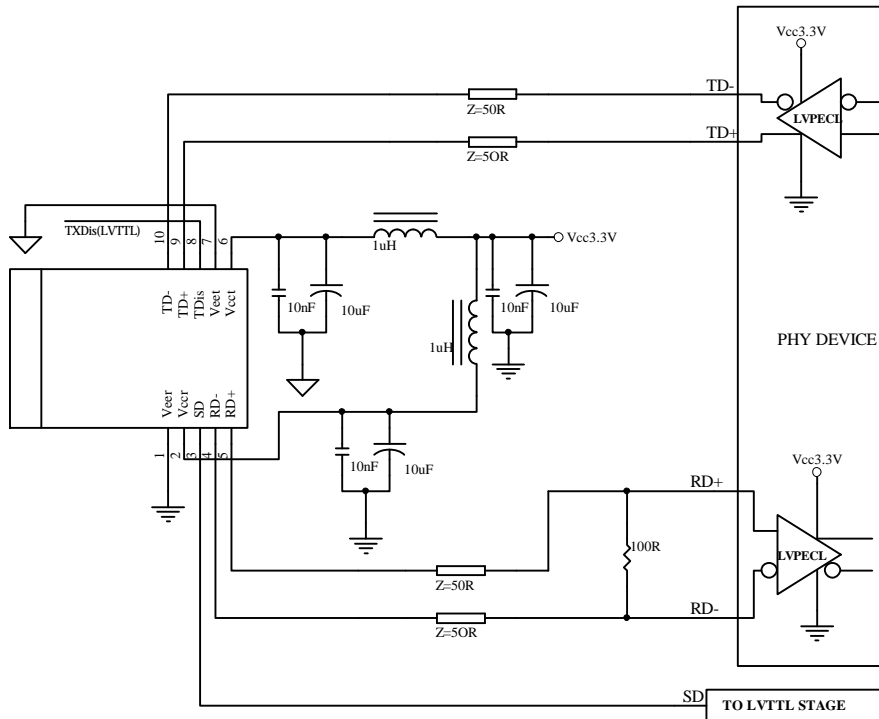 Vcc3.3V
TD-
LVPECL
Z=50R
TD+
Z=5OR
TXDis(LVTTL)
10
9
8
7
6
1uH
Vcc3.3V
TD-
TD+
TDis
Veet
Vcct
10nF
10uF
10nF
10uF
1uH
PHY DEVICE
Veer
Vccr
SD
RD-
RD+
1
2
3
4
5
10nF
10uF
Vcc3.3V
RD+
100R
LVPECL
Z=50R
RD-
Z=5OR
SD
TO LVTTL STAGE